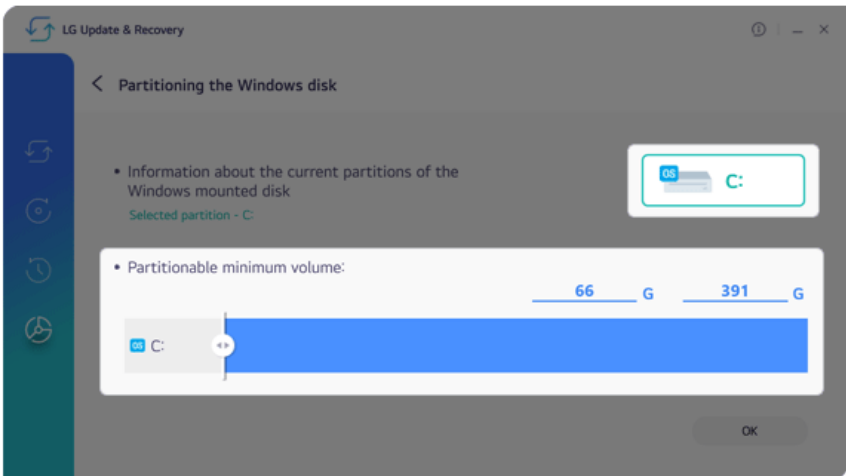 LG Update & Recovery
Partitioning the Windows disk
• Information about the current partitions of the
Windows mounted disk
Selected partition - C:
OS C:
• Partitionable minimum volume:
66 G 391 G
OS C:
OK